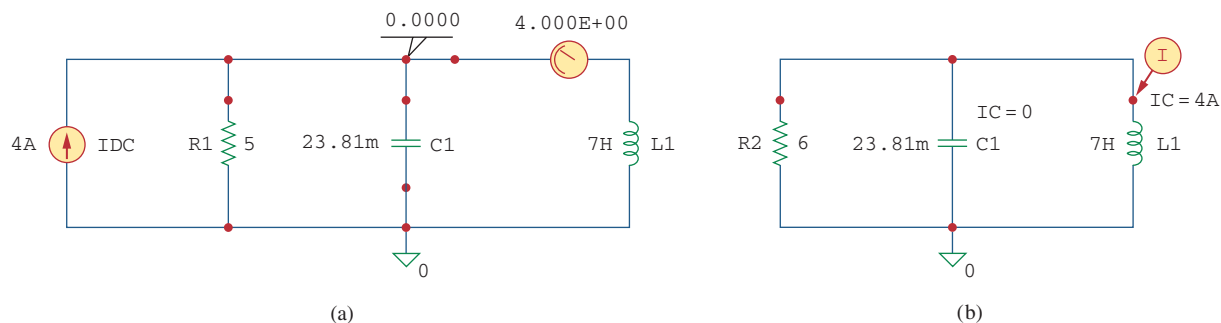 0.0000
4.000E+00
4A
IDC
R1
5
23.81m
C1
7H
L1
0
(a)
I
IC = 4A
IC = 0
R2
6
23.81m
C1
7H
L1
0
(b)